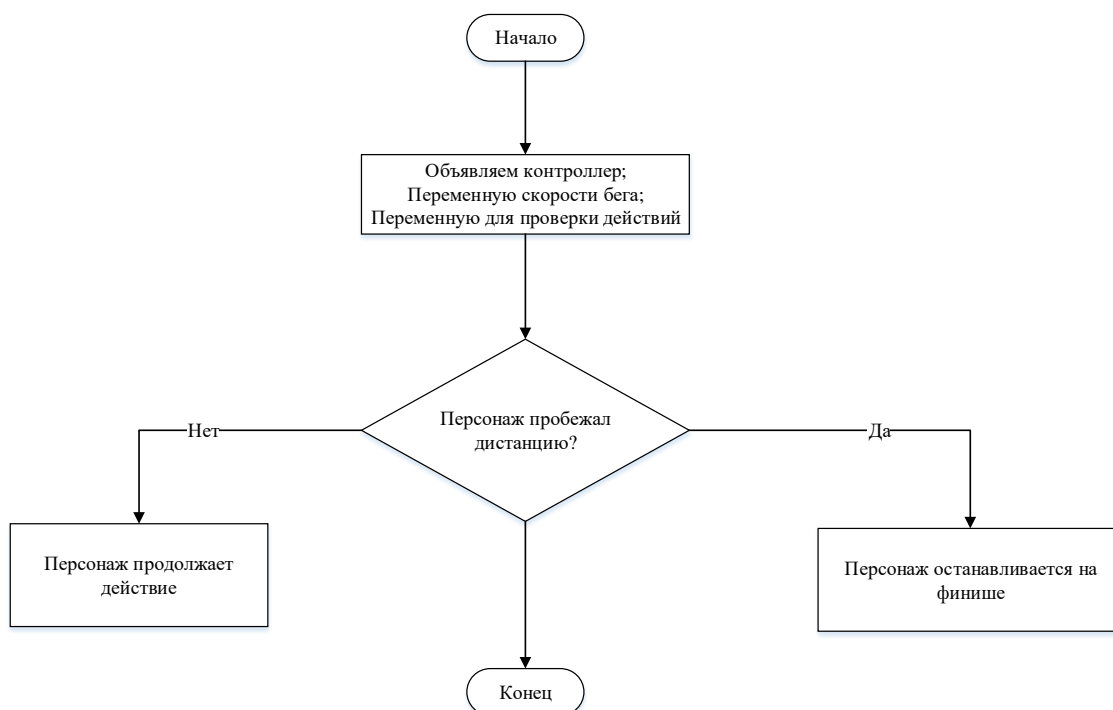 Начало
Объявляем контроллер;
Переменную скорости бега;
Переменную для проверки действий
Персонаж пробежал
дистанцию?
Нет
Да
Персонаж продолжает
действие
Персонаж останавливается на
финише
Конец